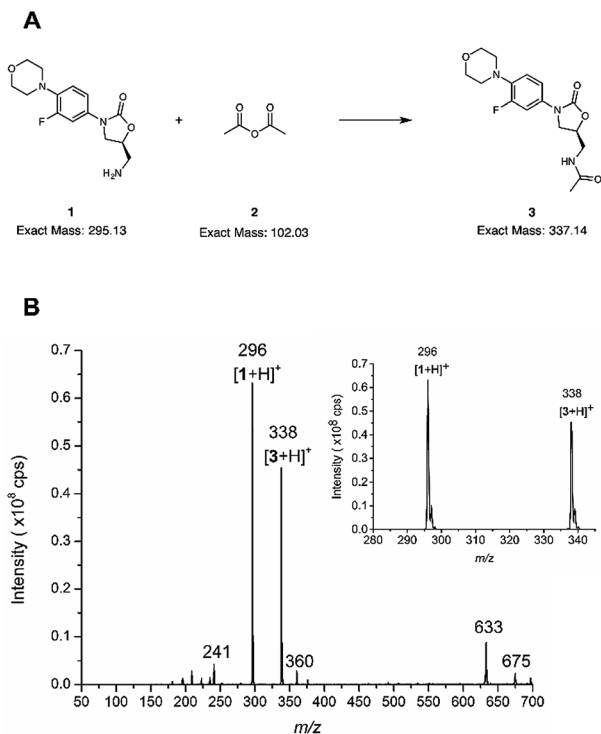 A
O
N
F
N
O
O
H₂N
+
O
O
O
O
N
F
N
O
O
HN
O
1
Exact Mass: 295.13
2
Exact Mass: 102.03
3
Exact Mass: 337.14
B
0.7
0.6
0.5
0.4
0.3
0.2
0.1
0.0
Intensity ( x10⁸ cps)
296
[1+H]⁺
338
[3+H]⁺
241
360
633
675
50 100 150 200 250 300 350 400 450 500 550 600 650 700
m/z
0.7
0.6
0.5
0.4
0.3
0.2
0.1
0.0
Intensity ( x10⁸ cps)
296
[1+H]⁺
338
[3+H]⁺
280 290 300 310 320 330 340
m/z